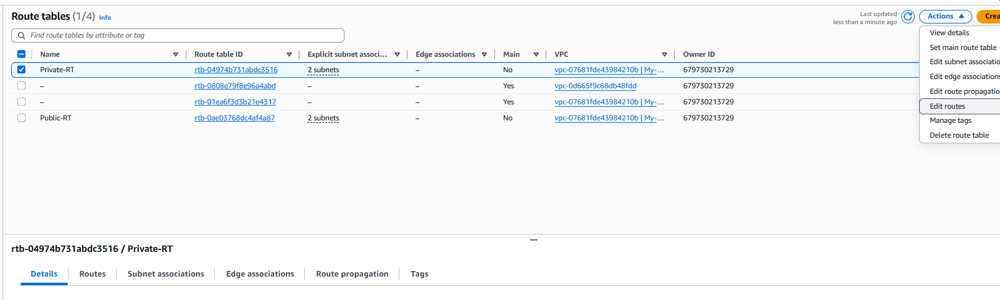 Route tables (1/4) Info
Last updated
less than a minute ago
Actions
Crea
Find route tables by attribute or tag
View details
Set main route table
Edit subnet associatio
Edit edge associations
Edit route propagatio
Edit routes
Manage tags
Delete route table
Name Route table ID Explicit subnet associ... Edge associations Main VPC Owner ID
Private-RT rtb-04974b731abdc3516 2 subnets – No vpc-07681fde43984210b | My-... 679730213729
– rtb-0808e79f8e96a4abd – – Yes vpc-0d665f9c68db48fdd 679730213729
– rtb-01ea6f3d3b21e4317 – – Yes vpc-07681fde43984210b | My-... 679730213729
Public-RT rtb-0ae03768dc4af4a87 2 subnets – No vpc-07681fde43984210b | My-... 679730213729
rtb-04974b731abdc3516 / Private-RT
Details Routes Subnet associations Edge associations Route propagation Tags